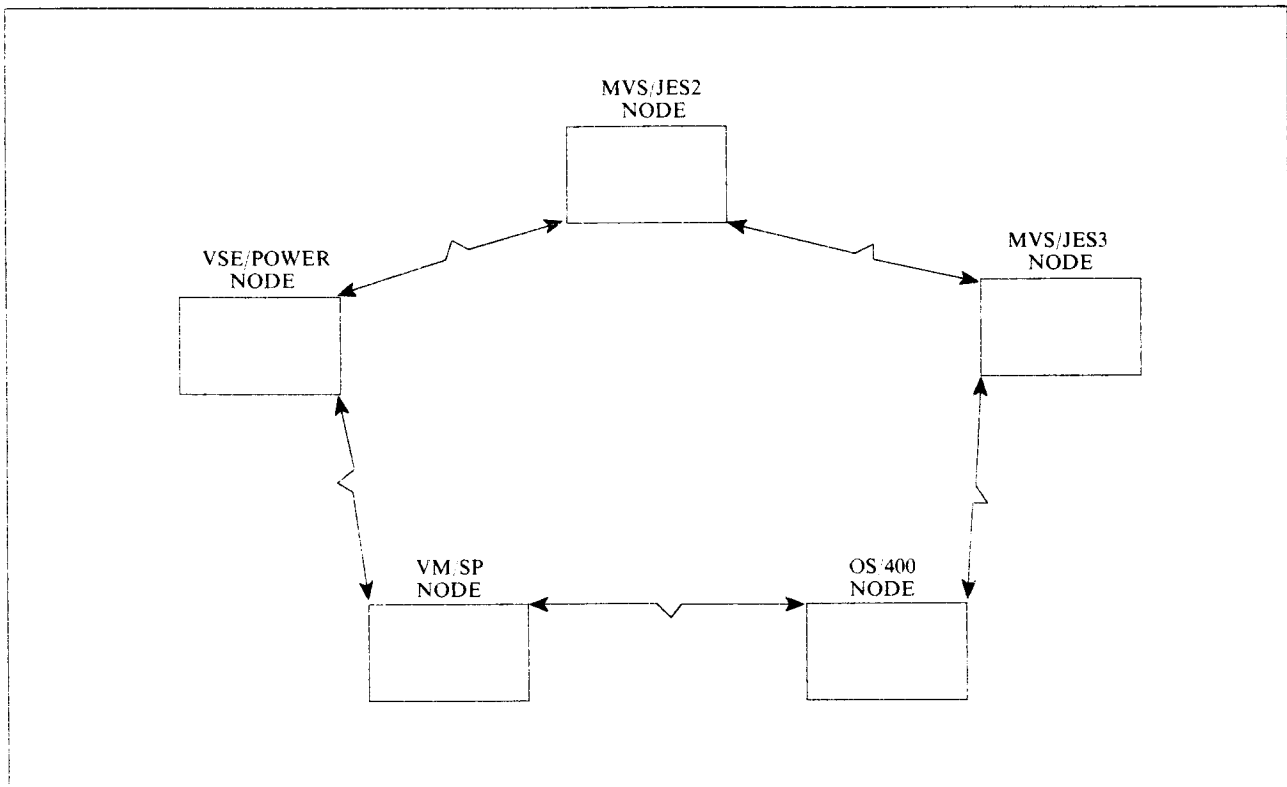 MVS/JES2
NODE
VSE/POWER
NODE
MVS/JES3
NODE
VM/SP
NODE
OS/400
NODE